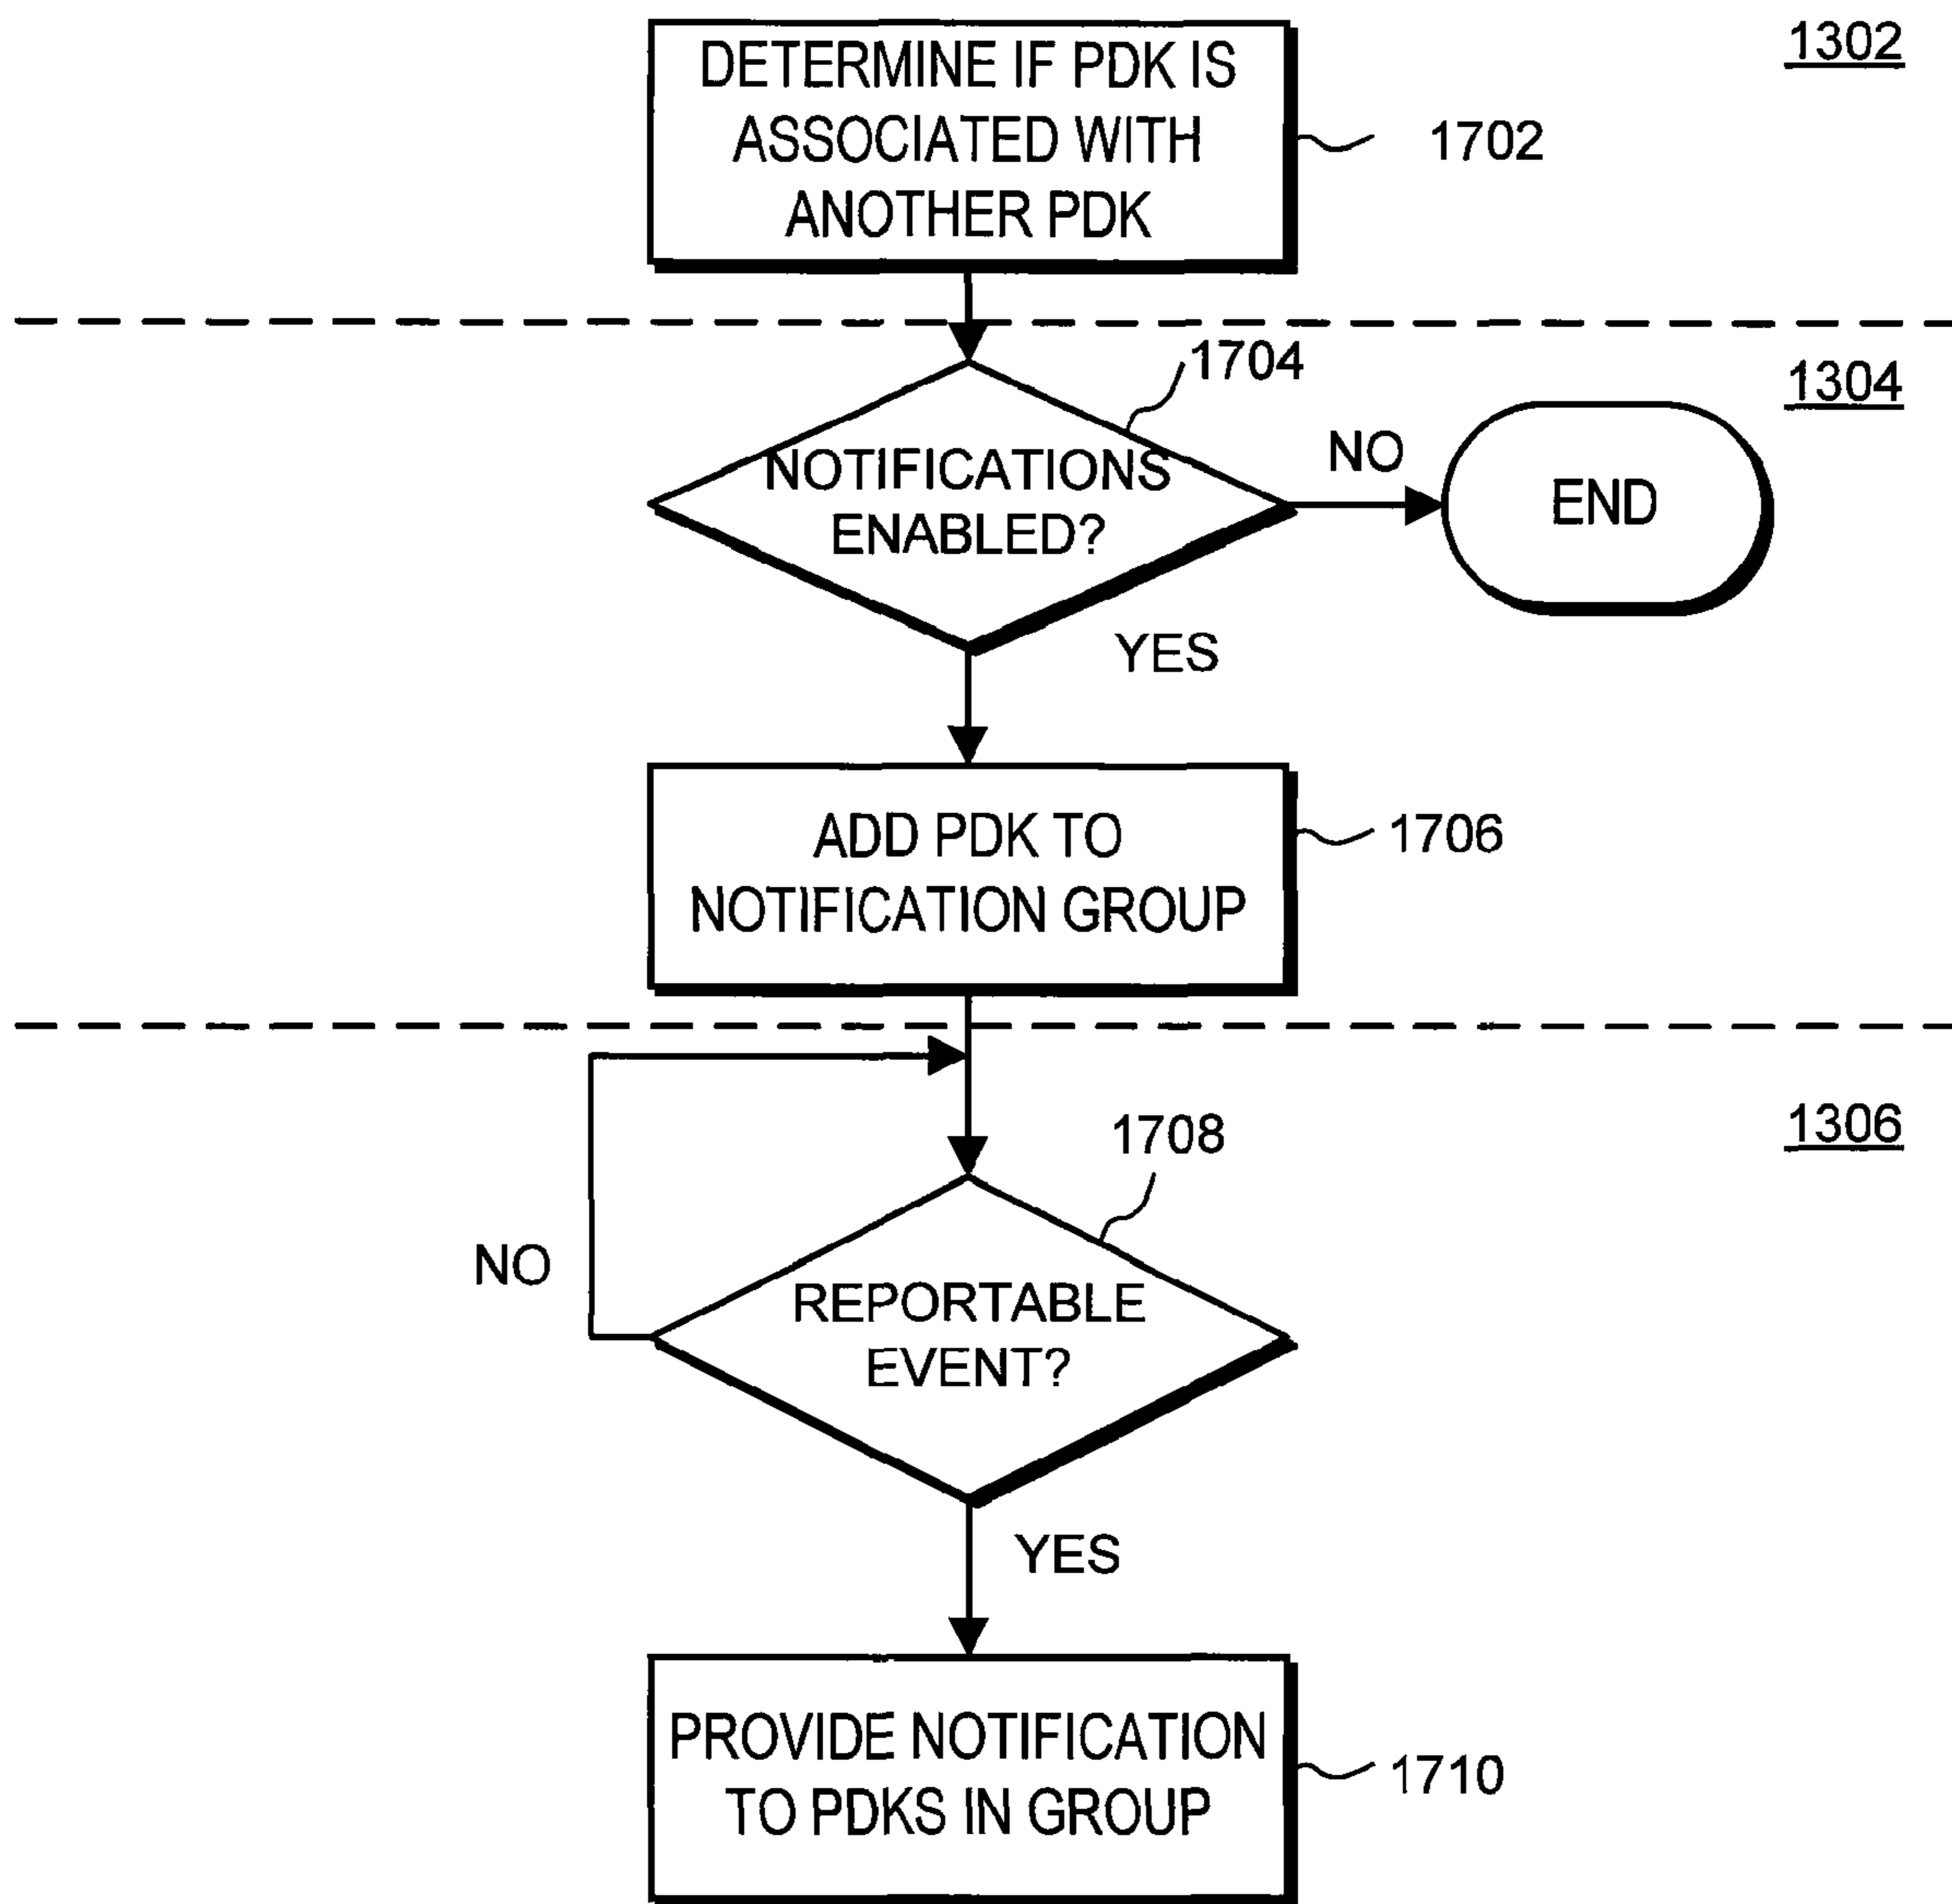 DETERMINE IF PDK IS
ASSOCIATED WITH
ANOTHER PDK
1302
1702
1704
1304
NOTIFICATIONS
ENABLED?
NO
END
YES
ADD PDK TO
NOTIFICATION GROUP
1706
1306
1708
NO
REPORTABLE
EVENT?
YES
PROVIDE NOTIFICATION
TO PDKS IN GROUP
1710